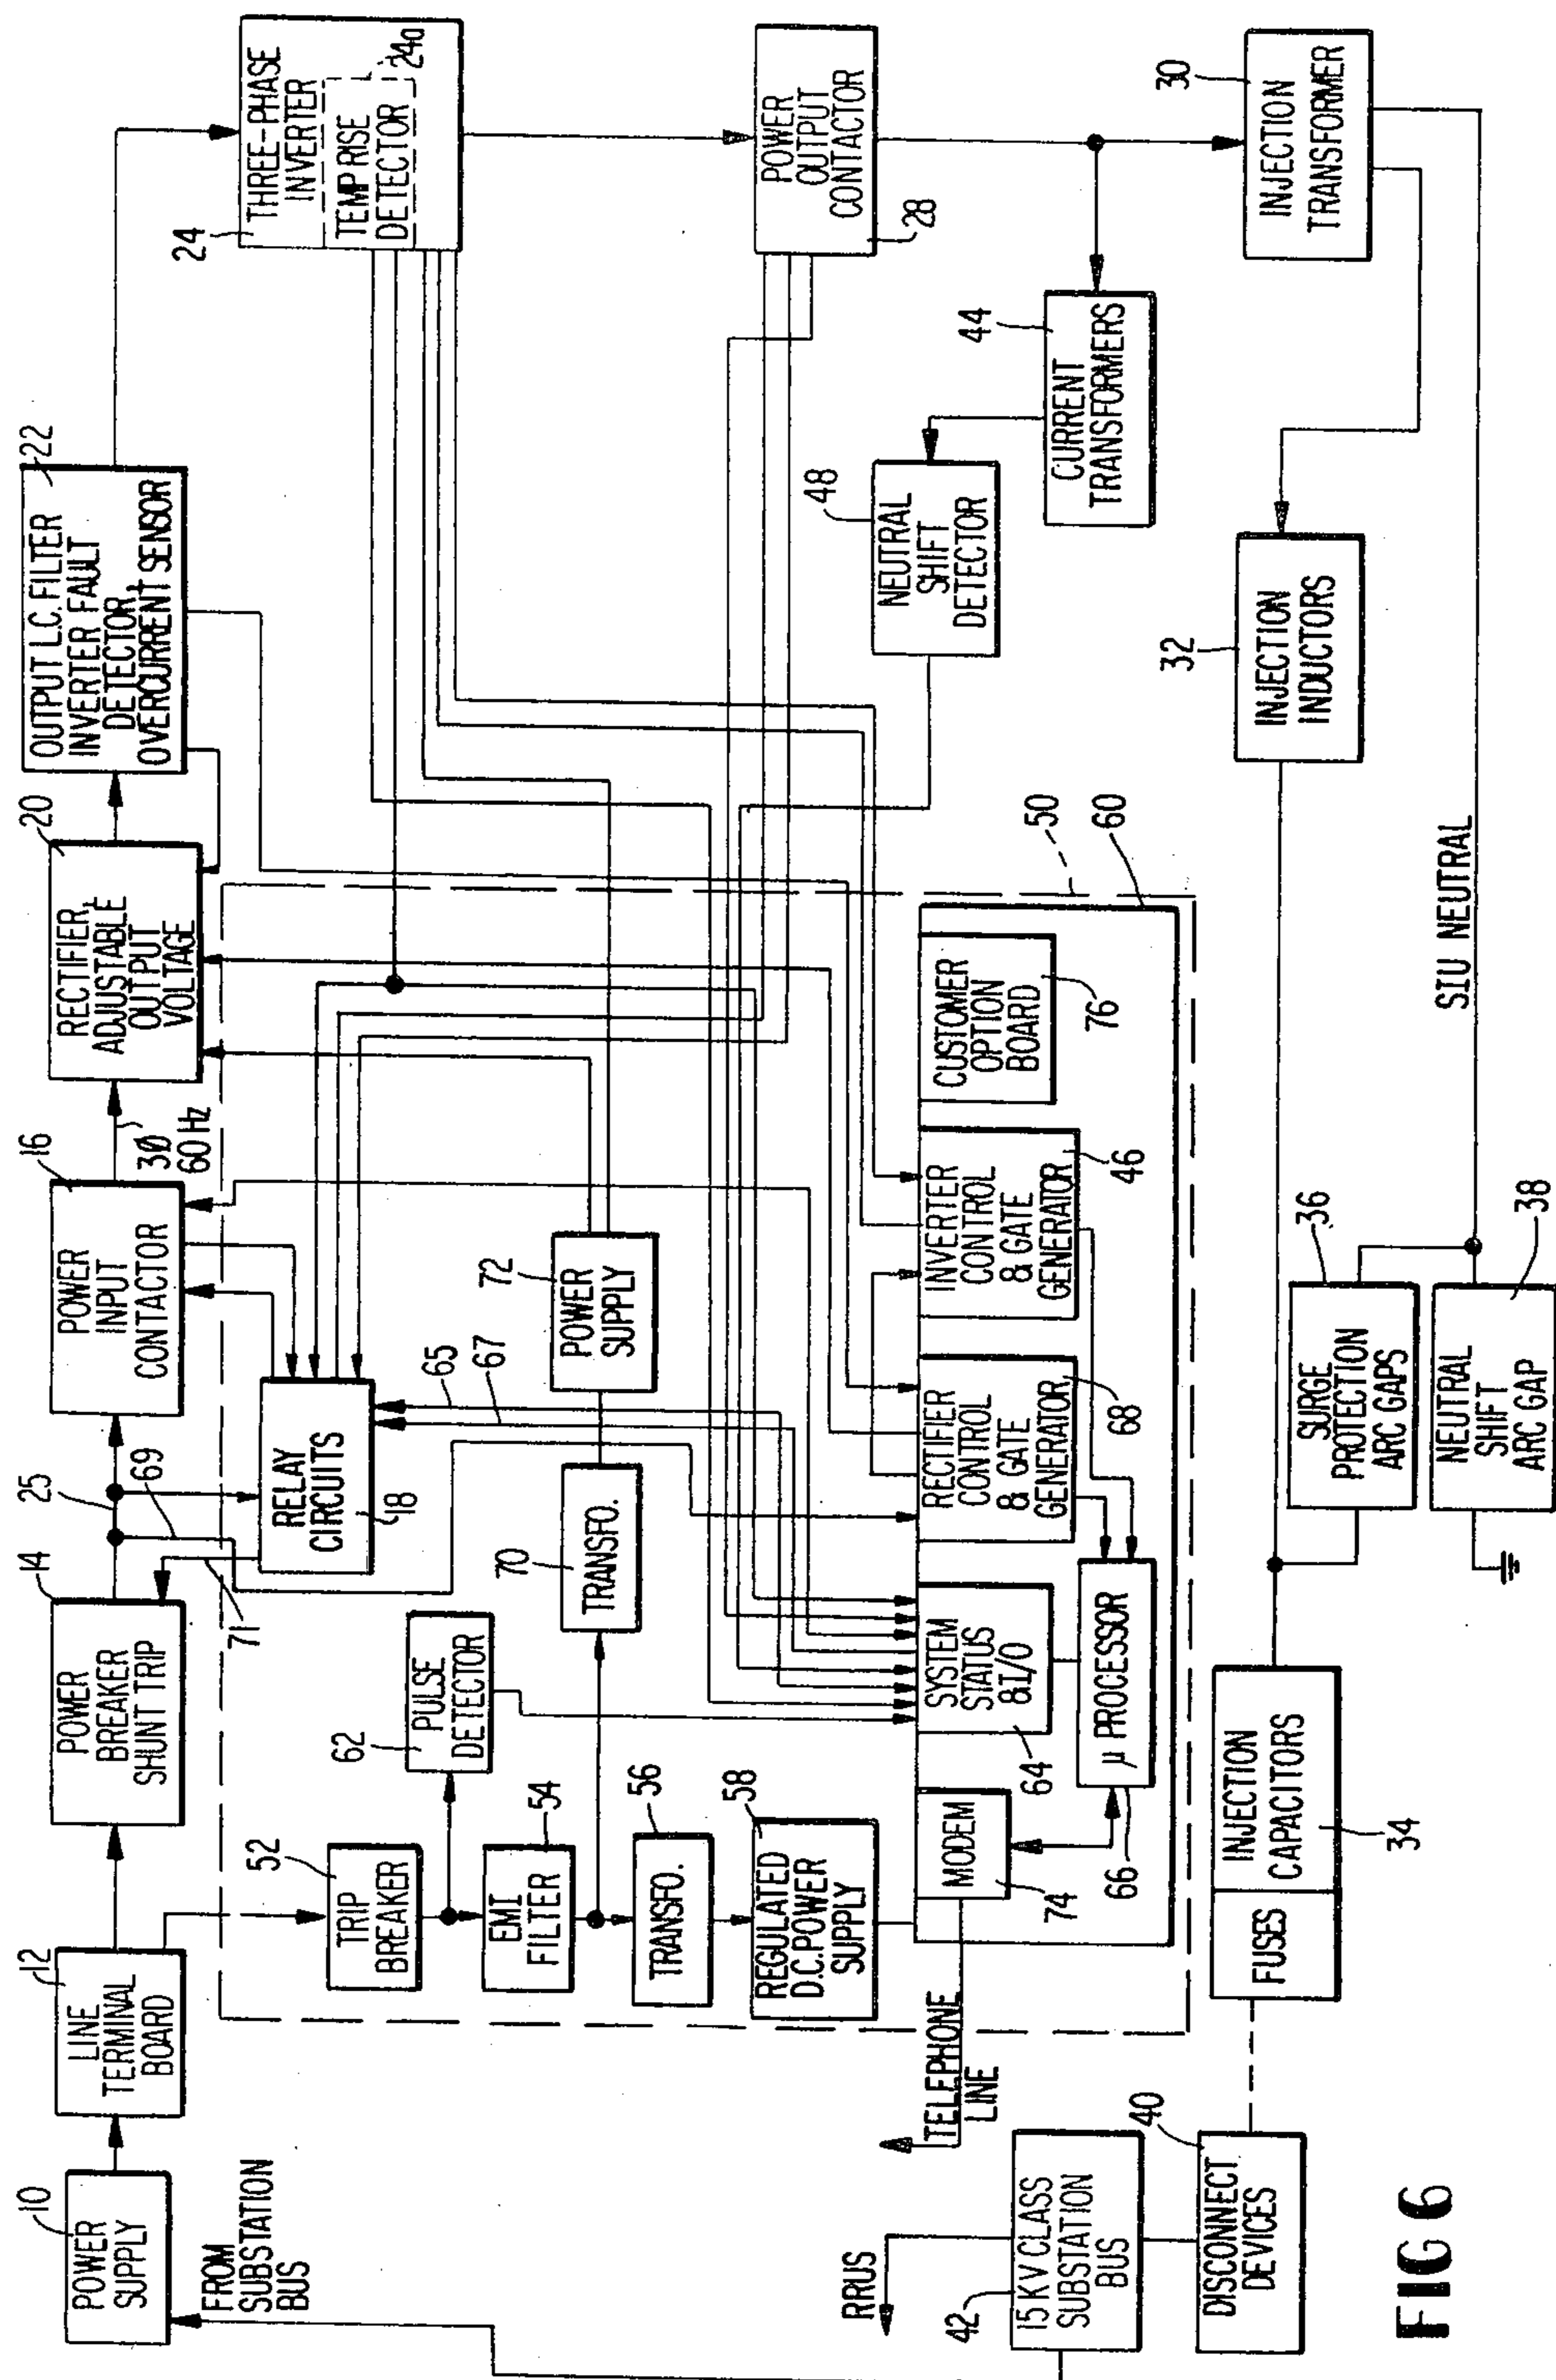 10
POWER
SUPPLY
FROM
SUBSTATION
BUS
12
LINE
TERMINAL
BOARD
14
POWER
BREAKER
SHUNT TRIP
71
25
69
16
POWER
INPUT
CONTACTOR
3Ø
60 Hz
20
RECTIFIER,
ADJUSTABLE
OUTPUT
VOLTAGE
22
OUTPUT L.C. FILTER
INVERTER FAULT
DETECTOR,
OVERCURRENT SENSOR
24
THREE-PHASE
INVERTER
TEMP RISE
DETECTOR
24a
52
TRIP
BREAKER
62
PULSE
DETECTOR
RELAY
CIRCUITS
18
65
67
54
EMI
FILTER
70
TRANSFO.
72
POWER
SUPPLY
56
TRANSFO.
58
REGULATED
D.C. POWER
SUPPLY
48
NEUTRAL
SHIFT
DETECTOR
44
CURRENT
TRANSFORMERS
POWER
OUTPUT
CONTACTOR
28
50
60
MODEM
74
SYSTEM
STATUS
& I/O
64
μ PROCESSOR
66
RECTIFIER
CONTROL
& GATE
GENERATOR
68
INVERTER
CONTROL
& GATE
GENERATOR
46
CUSTOMER
OPTION
BOARD
76
TELEPHONE
LINE
RRUS
42
15 KV CLASS
SUBSTATION
BUS
40
DISCONNECT
DEVICES
FUSES
INJECTION
CAPACITORS
34
36
SURGE
PROTECTION
ARC GAPS
38
NEUTRAL
SHIFT
ARC GAP
32
INJECTION
INDUCTORS
30
INJECTION
TRANSFORMER
SIU NEUTRAL
FIG 6